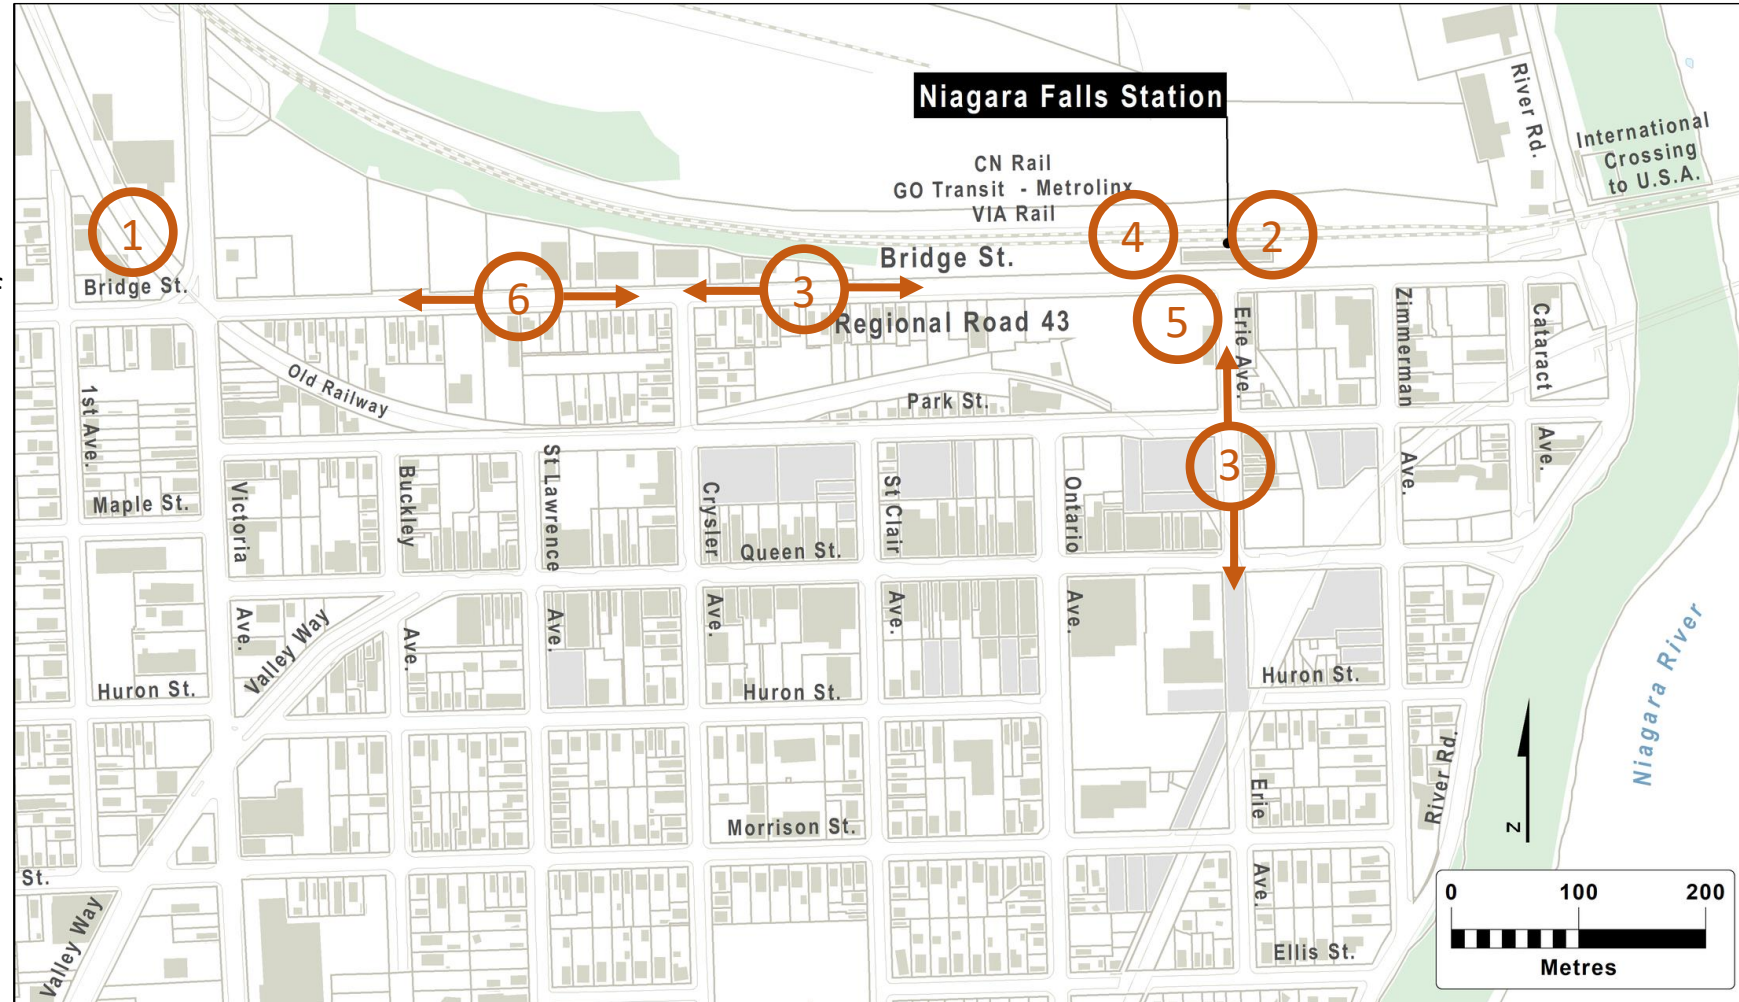 Niagara Falls Station
CN Rail
GO Transit - Metrolinx
VIA Rail
River Rd.
International
Crossing
to U.S.A.
1
4
2
Bridge St.
Bridge St.
6
3
5
Regional Road 43
Erie Ave.
Zimmerman
Cataract
Old Railway
1st Ave.
Park St.
3
Ave.
Ave.
St Lawrence
Buckley
Victoria
Crysler
St Clair
Ontario
Maple St.
Queen St.
Ave.
Ave.
Ave.
Ave.
Ave.
Ave.
Valley Way
Huron St.
Huron St.
Huron St.
Niagara River
River Rd.
Erie
Morrison St.
N
St.
Ave.
Valley Way
Ellis St.
0 100 200
Metres